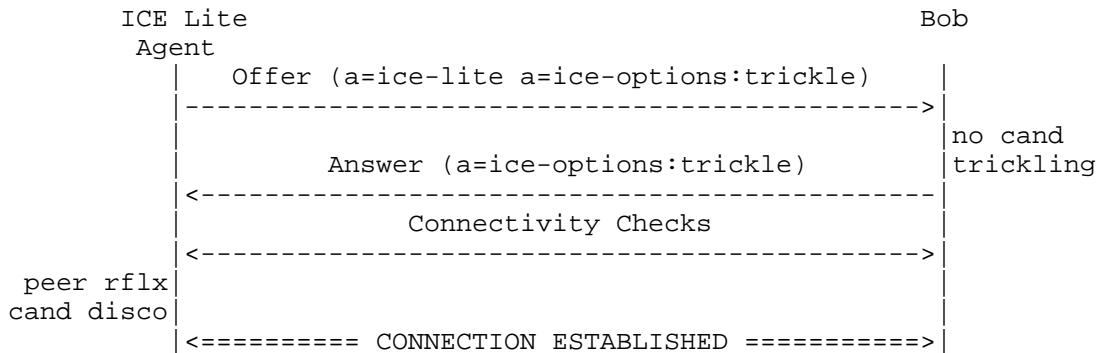 ICE Lite Bob
Agent
Offer (a=ice-lite a=ice-options:trickle)
no cand
Answer (a=ice-options:trickle) trickling
Connectivity Checks
peer rflx
cand disco
<========== CONNECTION ESTABLISHED ===========>